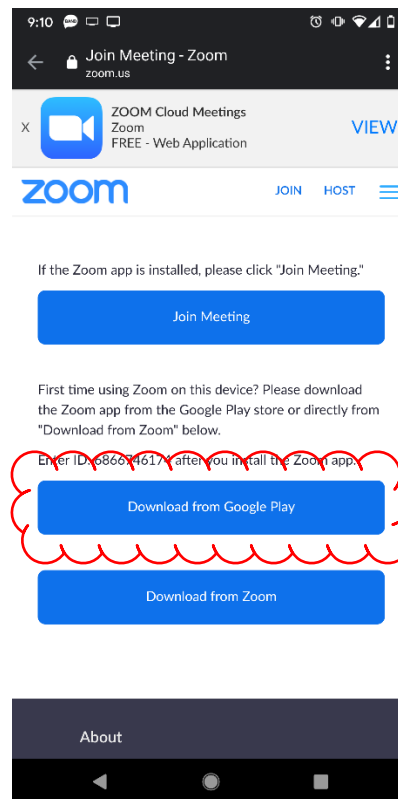 9:10
Join Meeting - Zoom
zoom.us
X
ZOOM Cloud Meetings
Zoom
FREE - Web Application
VIEW
zoom
JOIN HOST
If the Zoom app is installed, please click "Join Meeting."
Join Meeting
First time using Zoom on this device? Please download
the Zoom app from the Google Play store or directly from
"Download from Zoom" below.
Enter ID: 6866746174 after you install the Zoom app.
Download from Google Play
Download from Zoom
About